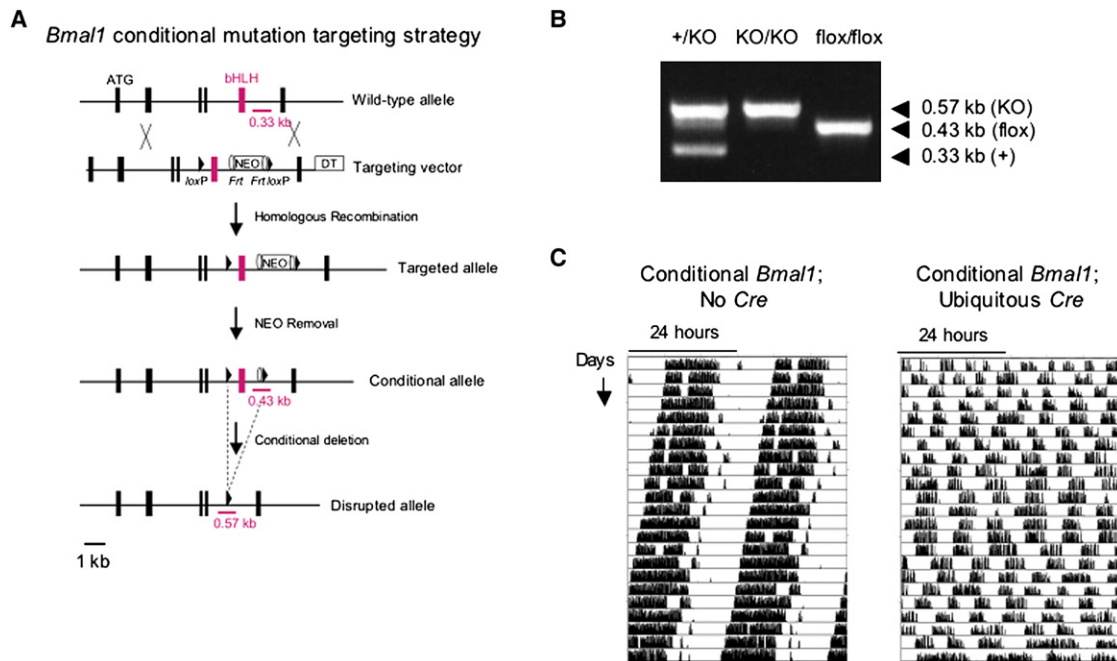 A
Bmal1 conditional mutation targeting strategy
ATG
bHLH
Wild-type allele
0.33 kb
NEO
DT
Targeting vector
loxP
Frt
Frt
loxP
Homologous Recombination
NEO
Targeted allele
NEO Removal
Conditional allele
0.43 kb
Conditional deletion
Disrupted allele
0.57 kb
1 kb
B
+/KO
KO/KO
flox/flox
0.57 kb (KO)
0.43 kb (flox)
0.33 kb (+)
C
Conditional Bmal1;
No Cre
24 hours
Days
Conditional Bmal1;
Ubiquitous Cre
24 hours